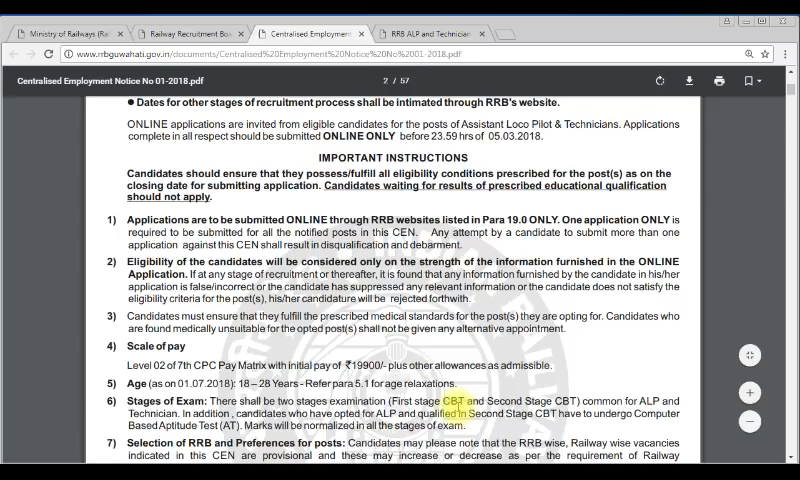 Ministry of Railways (Rai
Railway Recruitment Boa
Centralised Employment
RRB ALP and Technician
www.rrbguwahati.gov.in/documents/Centralised%20Employment%20Notice%20No%2001-2018.pdf
Centralised Employment Notice No 01-2018.pdf
2 / 57
● Dates for other stages of recruitment process shall be intimated through RRB's website.
ONLINE applications are invited from eligible candidates for the posts of Assistant Loco Pilot & Technicians. Applications
complete in all respect should be submitted ONLINE ONLY before 23.59 hrs of 05.03.2018.
IMPORTANT INSTRUCTIONS
Candidates should ensure that they possess/fulfill all eligibility conditions prescribed for the post(s) as on the
closing date for submitting application. Candidates waiting for results of prescribed educational qualification
should not apply.
1) Applications are to be submitted ONLINE through RRB websites listed in Para 19.0 ONLY. One application ONLY is
required to be submitted for all the notified posts in this CEN. Any attempt by a candidate to submit more than one
application against this CEN shall result in disqualification and debarment.
2) Eligibility of the candidates will be considered only on the strength of the information furnished in the ONLINE
Application. If at any stage of recruitment or thereafter, it is found that any information furnished by the candidate in his/her
application is false/incorrect or the candidate has suppressed any relevant information or the candidate does not satisfy the
eligibility criteria for the post(s), his/her candidature will be rejected forthwith.
3) Candidates must ensure that they fulfill the prescribed medical standards for the post(s) they are opting for. Candidates who
are found medically unsuitable for the opted post(s) shall not be given any alternative appointment.
4) Scale of pay
Level 02 of 7th CPC Pay Matrix with initial pay of ₹19900/- plus other allowances as admissible.
5) Age (as on 01.07.2018): 18 – 28 Years - Refer para 5.1 for age relaxations.
6) Stages of Exam: There shall be two stages examination (First stage CBT and Second Stage CBT) common for ALP and
Technician. In addition, candidates who have opted for ALP and qualified in Second Stage CBT have to undergo Computer
Based Aptitude Test (AT). Marks will be normalized in all the stages of exam.
7) Selection of RRB and Preferences for posts: Candidates may please note that the RRB wise, Railway wise vacancies
indicated in this CEN are provisional and these may increase or decrease as per the requirement of Railway